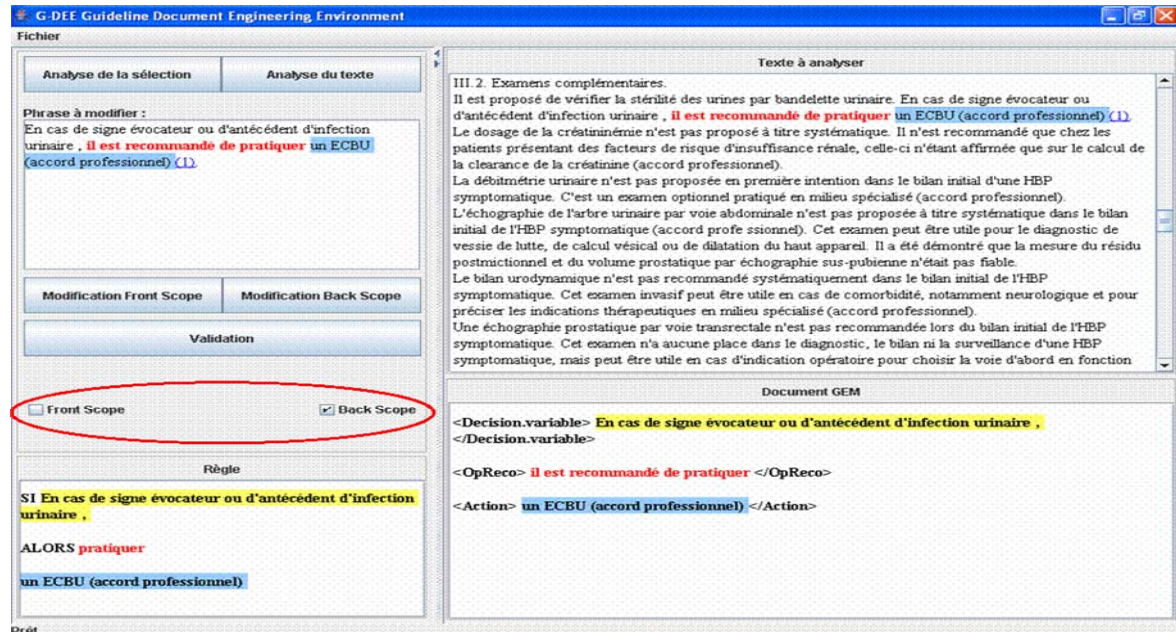 G-DEE Guideline Document Engineering Environment
Fichier
Analyse de la sélection
Analyse du texte
Phrase à modifier :
En cas de signe évocateur ou d'antécédent d'infection
urinaire , il est recommandé de pratiquer un ECBU
(accord professionnel) (1).
Modification Front Scope
Modification Back Scope
Validation
Front Scope
Back Scope
Règle
SI En cas de signe évocateur ou d'antécédent d'infection
urinaire ,
ALORS pratiquer
un ECBU (accord professionnel)
Texte à analyser
III.2. Examens complémentaires.
Il est proposé de vérifier la stérilité des urines par bandelette urinaire. En cas de signe évocateur ou
d'antécédent d'infection urinaire , il est recommandé de pratiquer un ECBU (accord professionnel) (1).
Le dosage de la créatininémie n'est pas proposé à titre systématique. Il n'est recommandé que chez les
patients présentant des facteurs de risque d'insuffisance rénale, celle-ci n'étant affirmée que sur le calcul de
la clearance de la créatinine (accord professionnel).
La débitmétrie urinaire n'est pas proposée en première intention dans le bilan initial d'une HBP
symptomatique. C'est un examen optionnel pratiqué en milieu spécialisé (accord professionnel).
L'échographie de l'arbre urinaire par voie abdominale n'est pas proposée à titre systématique dans le bilan
initial de l'HBP symptomatique (accord profe ssionnel). Cet examen peut être utile pour le diagnostic de
vessie de lutte, de calcul vésical ou de dilatation du haut appareil. Il a été démontré que la mesure du résidu
postmictionnel et du volume prostatique par échographie sus-pubienne n'était pas fiable.
Le bilan urodynamique n'est pas recommandé systématiquement dans le bilan initial de l'HBP
symptomatique. Cet examen invasif peut être utile en cas de comorbidité, notamment neurologique et pour
préciser les indications thérapeutiques en milieu spécialisé (accord professionnel).
Une échographie prostatique par voie transrectale n'est pas recommandée lors du bilan initial de l'HBP
symptomatique. Cet examen n'a aucune place dans le diagnostic, le bilan ni la surveillance d'une HBP
symptomatique, mais peut être utile en cas d'indication opératoire pour choisir la voie d'abord en fonction
Document GEM
<Decision.variable> En cas de signe évocateur ou d'antécédent d'infection urinaire ,
</Decision.variable>
<OpReco> il est recommandé de pratiquer </OpReco>
<Action> un ECBU (accord professionnel) </Action>
Prêt